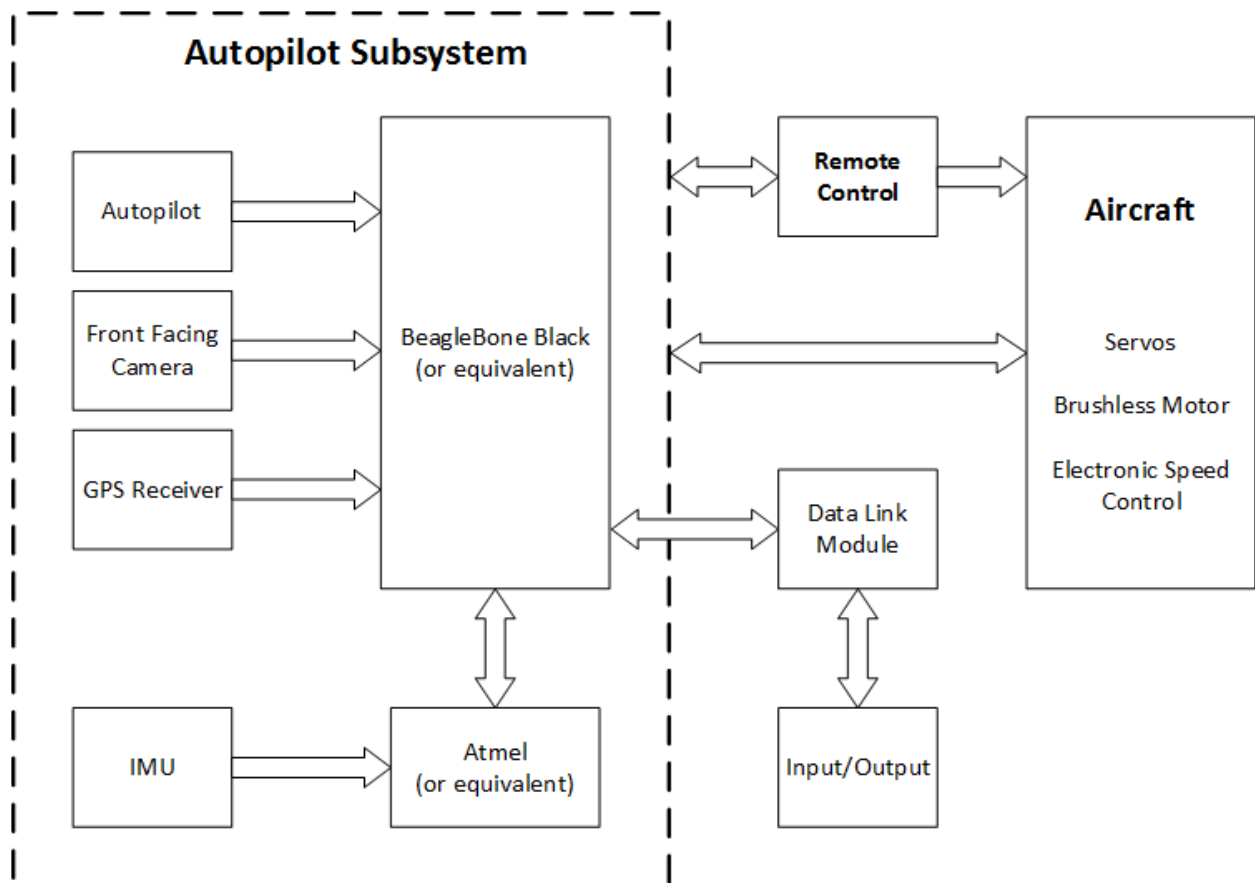 Autopilot Subsystem
Autopilot
Front Facing
Camera
GPS Receiver
BeagleBone Black
(or equivalent)
IMU
Atmel
(or equivalent)
Remote
Control
Aircraft
Servos
Brushless Motor
Electronic Speed
Control
Data Link
Module
Input/Output